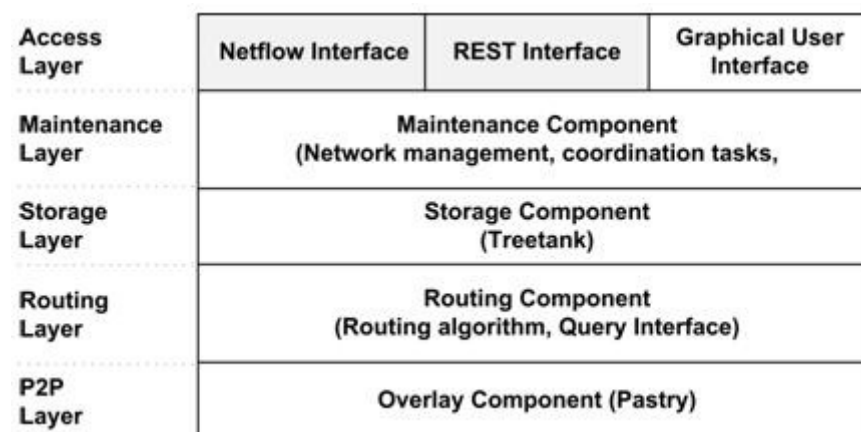 Access
Layer
Netflow Interface
REST Interface
Graphical User
Interface
Maintenance
Layer
Maintenance Component
(Network management, coordination tasks,
Storage
Layer
Storage Component
(Treetank)
Routing
Layer
Routing Component
(Routing algorithm, Query Interface)
P2P
Layer
Overlay Component (Pastry)